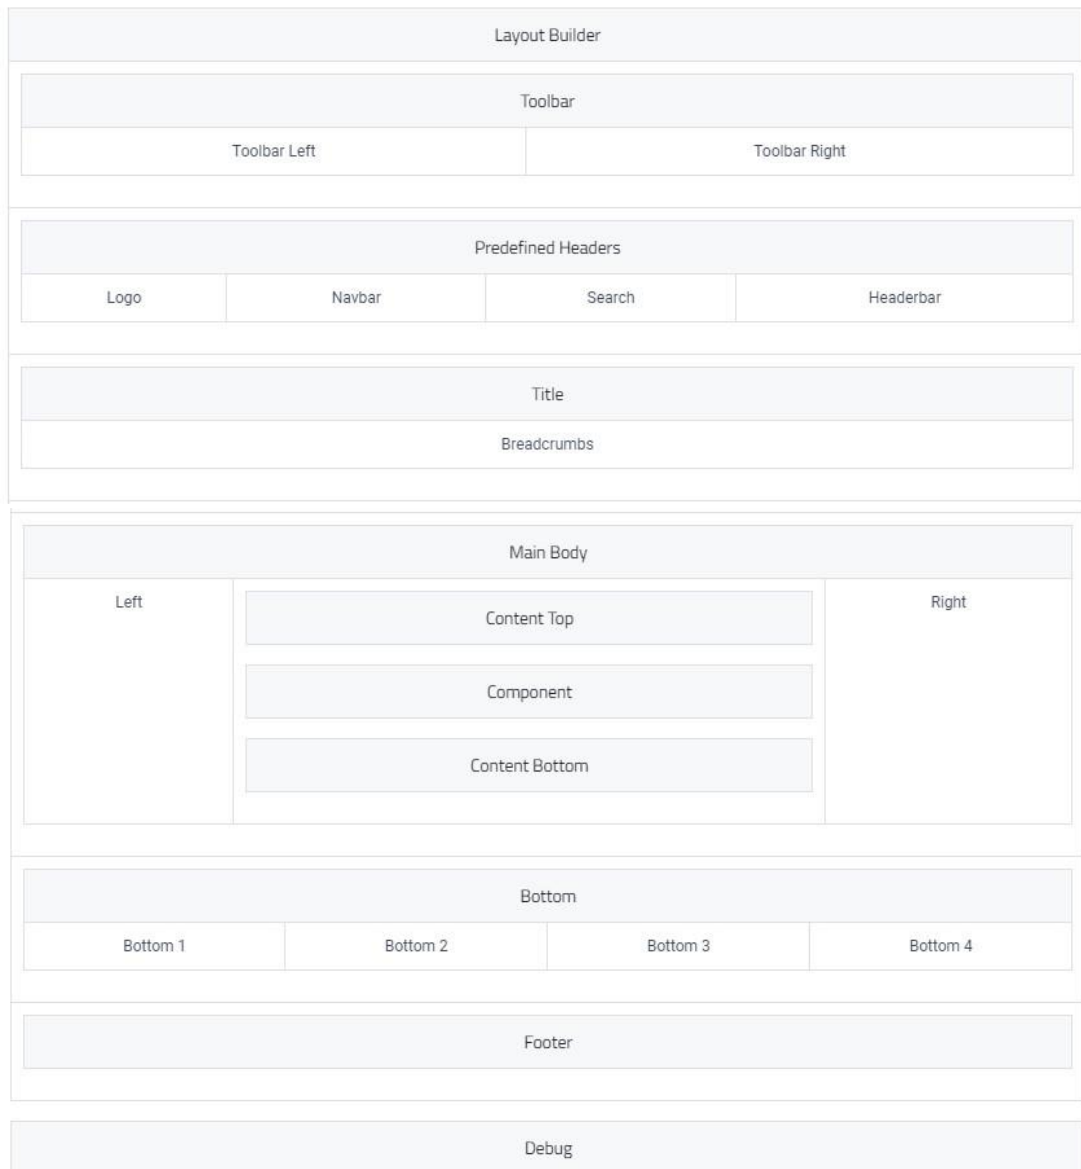 Layout Builder
Toolbar
Toolbar Left Toolbar Right
Predefined Headers
Logo Navbar Search Headerbar
Title
Breadcrumbs
Main Body
Left Content Top Right
Component
Content Bottom
Bottom
Bottom 1 Bottom 2 Bottom 3 Bottom 4
Footer
Debug